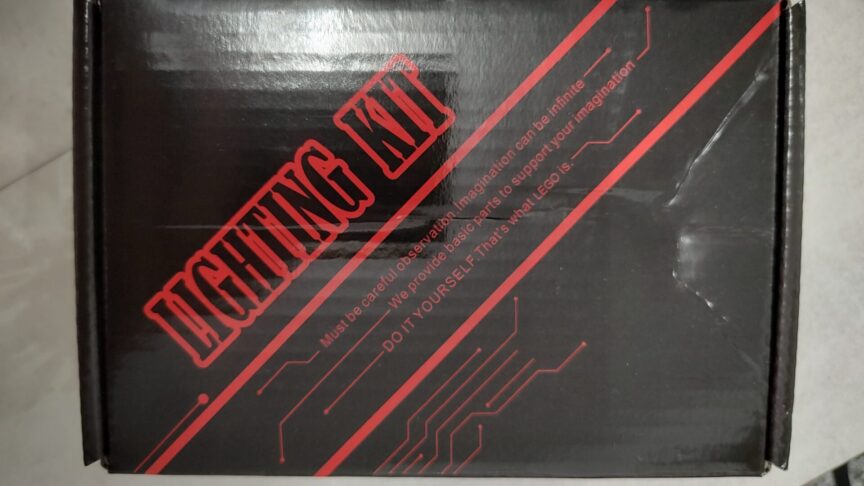 LIGHTING KIT
Must be careful observation.Imagination can be infinite
We provide basic parts to support your imagination
DO IT YOURSELF.That's what LEGO is.